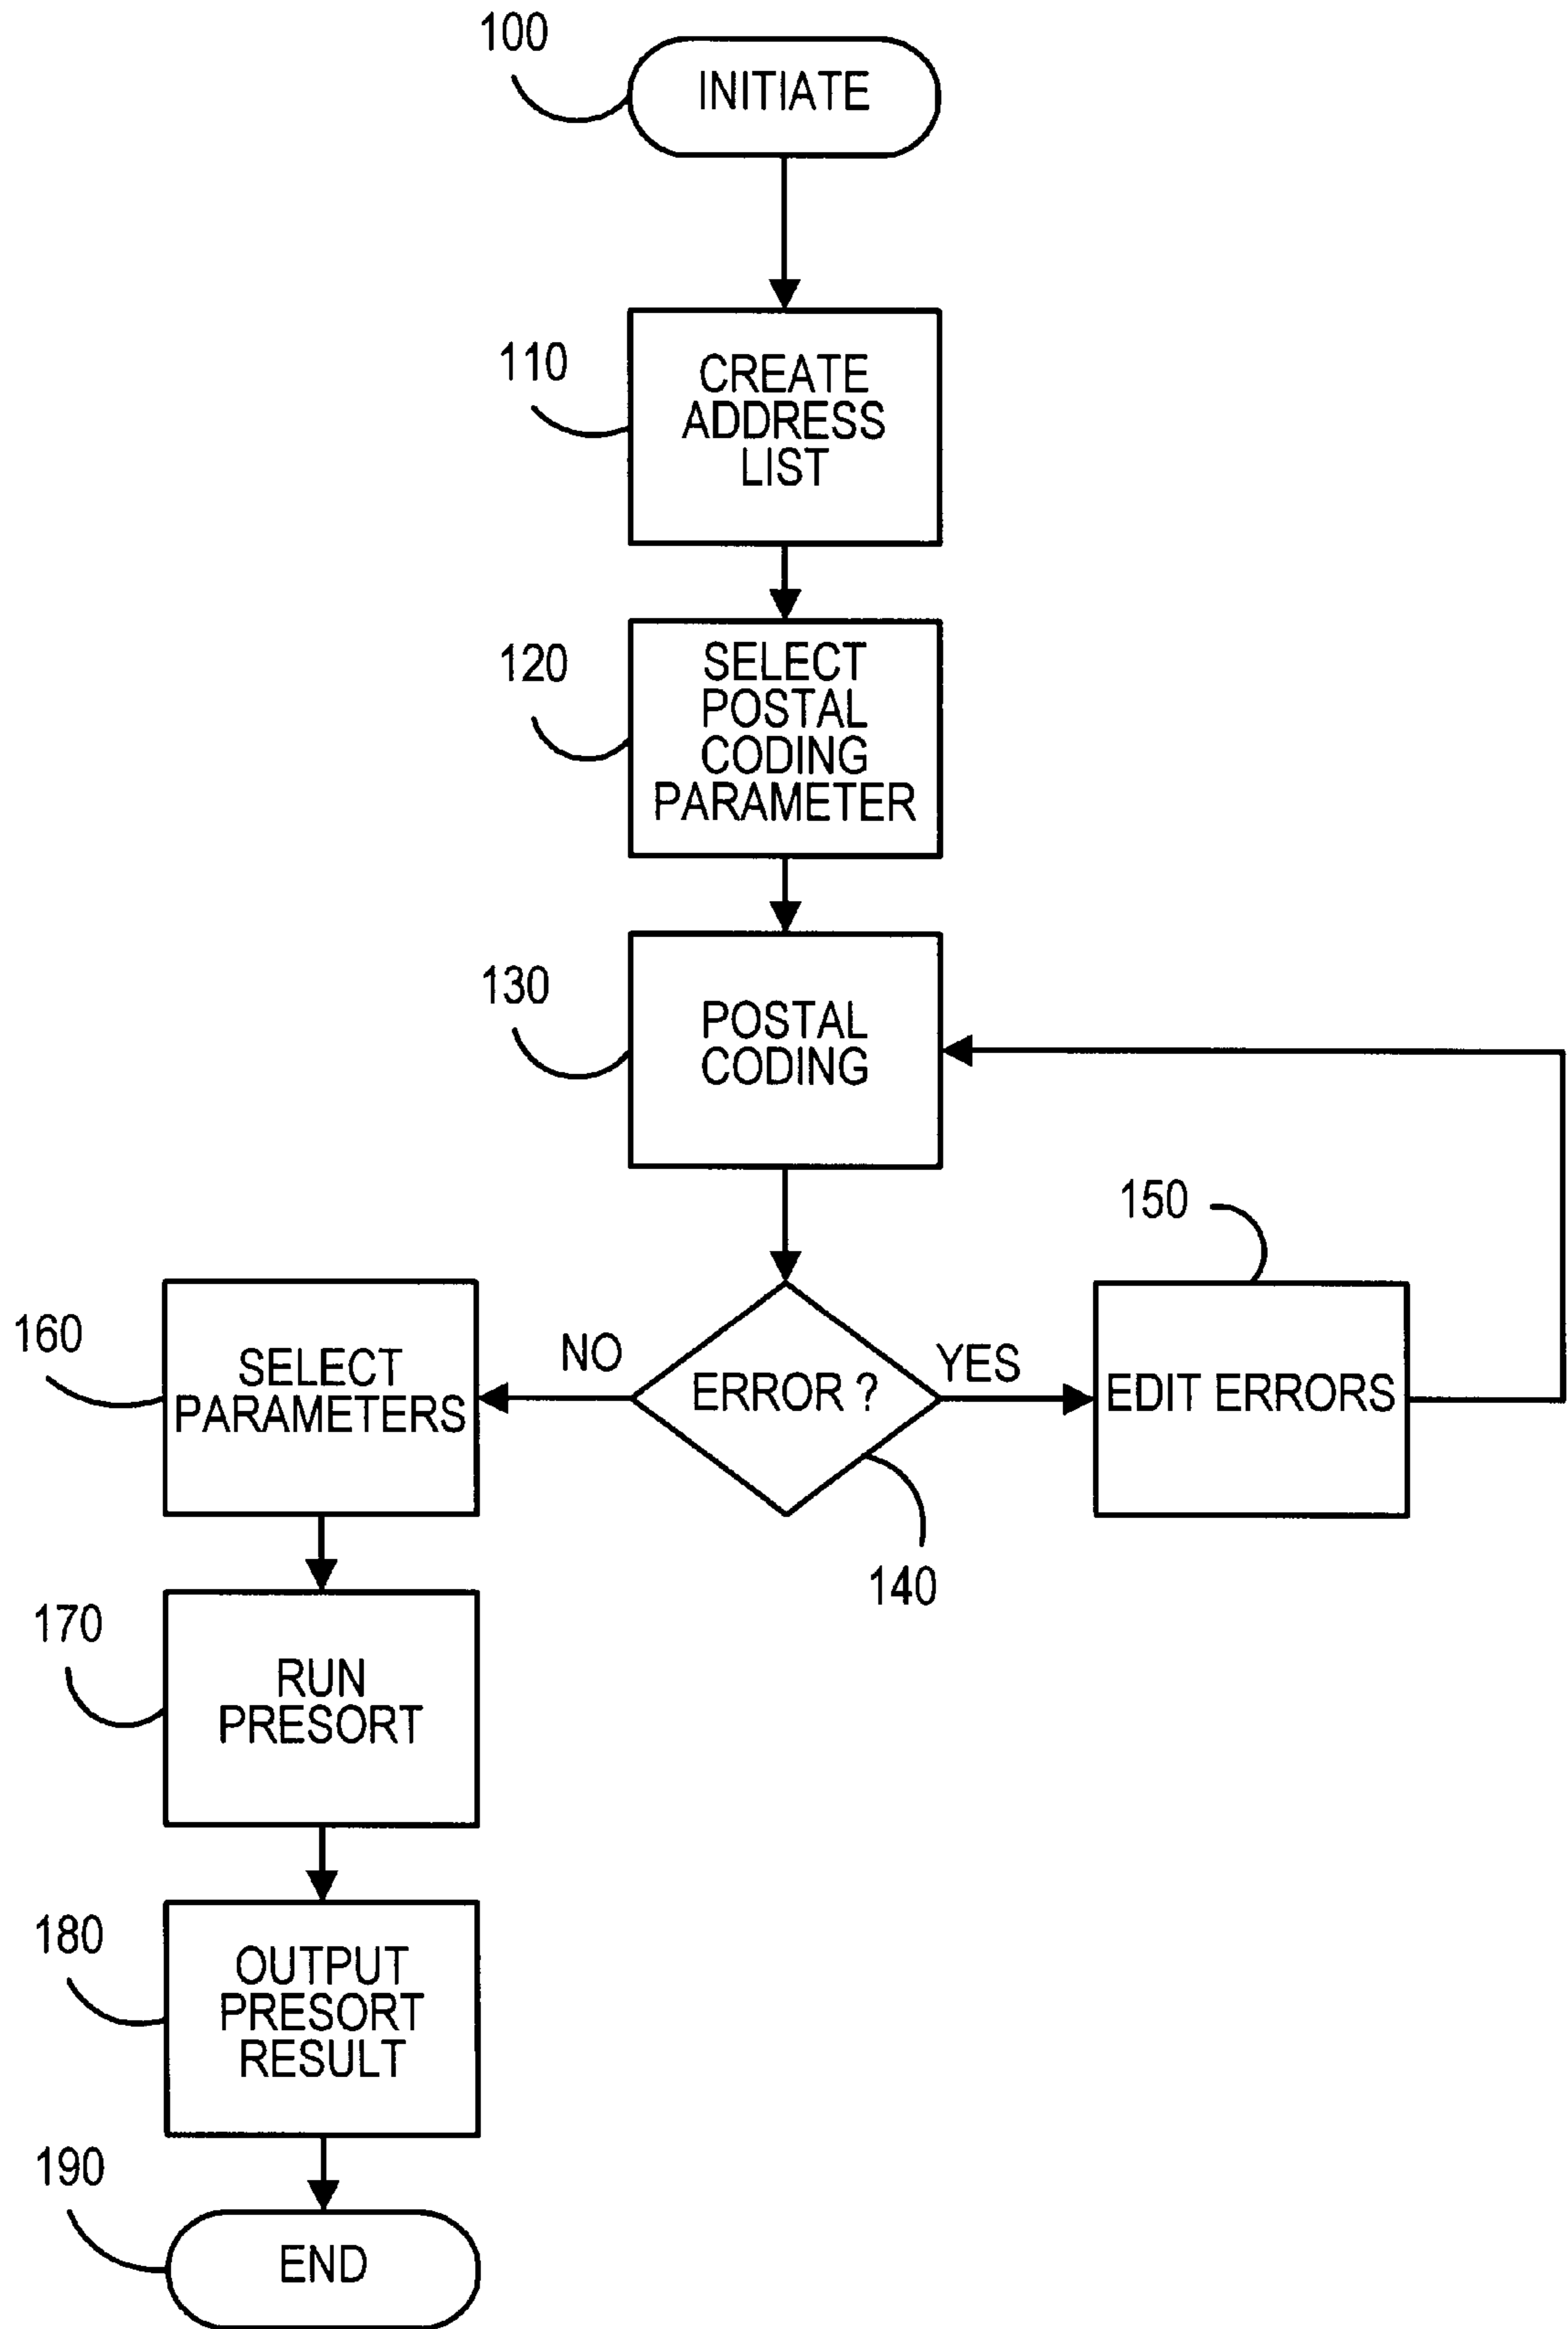 100
INITIATE
110
CREATE
ADDRESS
LIST
120
SELECT
POSTAL
CODING
PARAMETER
130
POSTAL
CODING
150
160
SELECT
PARAMETERS
NO
ERROR ?
YES
EDIT ERRORS
140
170
RUN
PRESORT
180
OUTPUT
PRESORT
RESULT
190
END